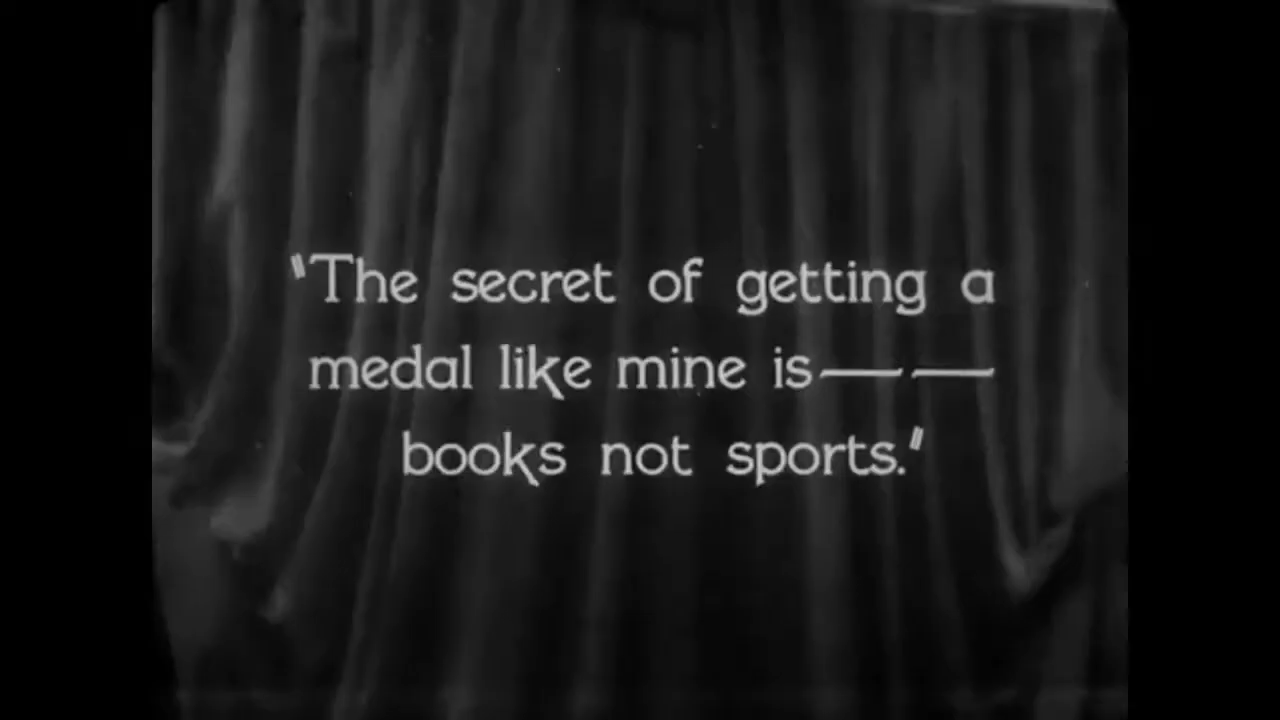 "The secret of getting a
medal like mine is — —
books not sports."